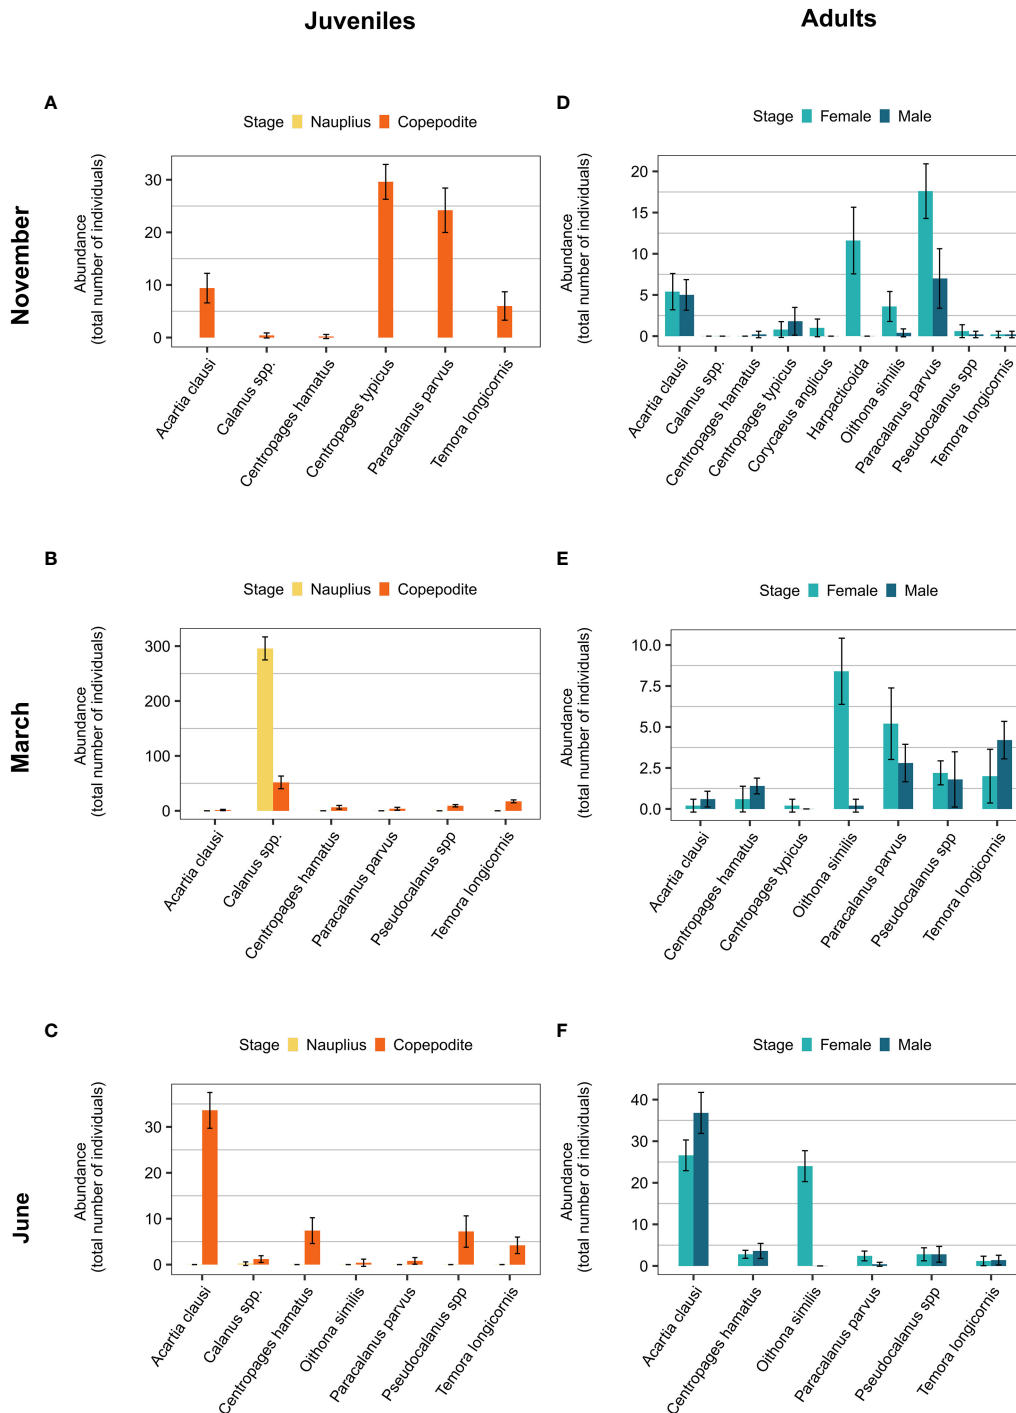 Juveniles
Adults
November
A
Stage Nauplius Copepodite
Abundance
(total number of individuals)
30
20
10
0
Acartia clausi
Calanus spp.
Centropages hamatus
Centropages typicus
Paracalanus parvus
Temora longicornis
D
Stage Female Male
Abundance
(total number of individuals)
20
15
10
5
0
Acartia clausi
Calanus spp.
Centropages hamatus
Centropages typicus
Corycaeus anglicus
Harpacticoida
Oithona similis
Paracalanus parvus
Pseudocalanus spp
Temora longicornis
March
B
Stage Nauplius Copepodite
Abundance
(total number of individuals)
300
200
100
0
Acartia clausi
Calanus spp.
Centropages hamatus
Paracalanus parvus
Pseudocalanus spp
Temora longicornis
E
Stage Female Male
Abundance
(total number of individuals)
10.0
7.5
5.0
2.5
0.0
Acartia clausi
Centropages hamatus
Centropages typicus
Oithona similis
Paracalanus parvus
Pseudocalanus spp
Temora longicornis
June
C
Stage Nauplius Copepodite
Abundance
(total number of individuals)
30
20
10
0
Acartia clausi
Calanus spp.
Centropages hamatus
Oithona similis
Paracalanus parvus
Pseudocalanus spp
Temora longicornis
F
Stage Female Male
Abundance
(total number of individuals)
40
30
20
10
0
Acartia clausi
Centropages hamatus
Oithona similis
Paracalanus parvus
Pseudocalanus spp
Temora longicornis